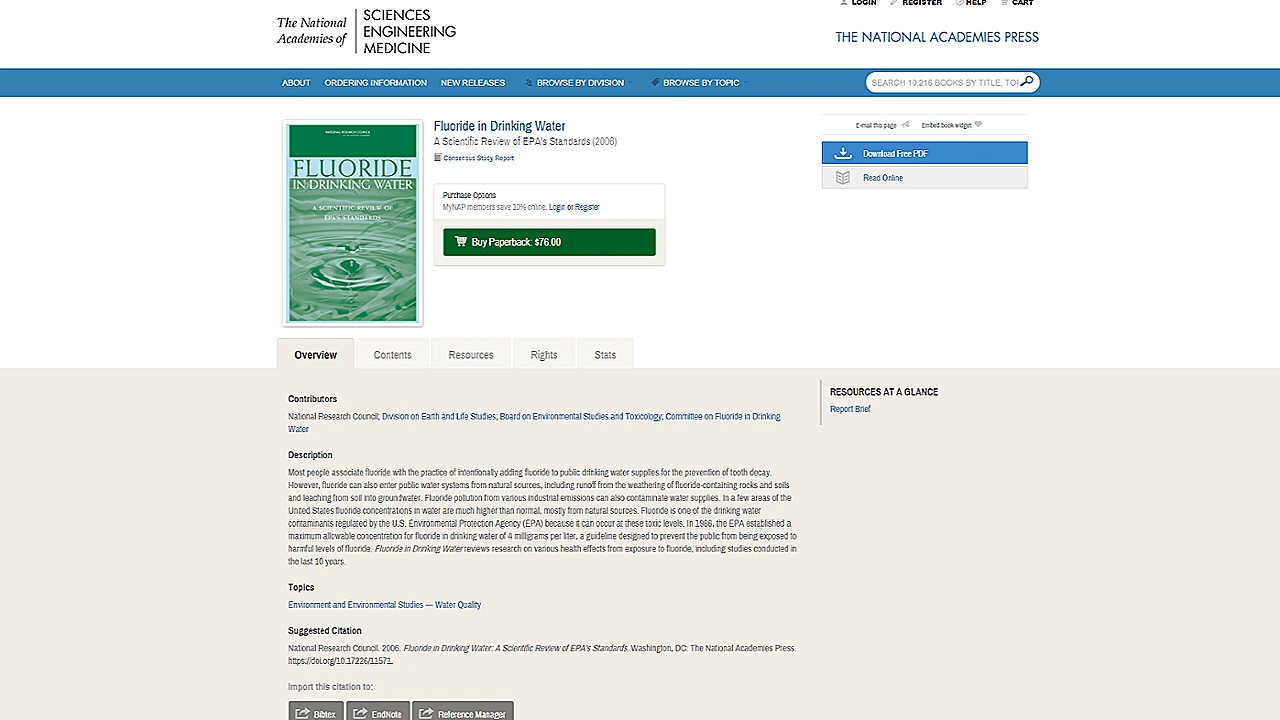 LOGIN REGISTER HELP CART
The National
Academies of
SCIENCES
ENGINEERING
MEDICINE
THE NATIONAL ACADEMIES PRESS
ABOUT ORDERING INFORMATION NEW RELEASES BROWSE BY DIVISION BROWSE BY TOPIC
SEARCH 10,216 BOOKS BY TITLE, TOP
NATIONAL RESEARCH COUNCIL
FLUORIDE
IN DRINKING WATER
A SCIENTIFIC REVIEW OF
EPA'S STANDARDS
Fluoride in Drinking Water
A Scientific Review of EPA's Standards (2006)
Consensus Study Report
Purchase Options
MyNAP members save 10% online. Login or Register
Buy Paperback: $76.00
E-mail this page Embed book widget
Download Free PDF
Read Online
Overview Contents Resources Rights Stats
Contributors
National Research Council; Division on Earth and Life Studies; Board on Environmental Studies and Toxicology; Committee on Fluoride in Drinking
Water
Description
Most people associate fluoride with the practice of intentionally adding fluoride to public drinking water supplies for the prevention of tooth decay.
However, fluoride can also enter public water systems from natural sources, including runoff from the weathering of fluoride-containing rocks and soils
and leaching from soil into groundwater. Fluoride pollution from various industrial emissions can also contaminate water supplies. In a few areas of the
United States fluoride concentrations in water are much higher than normal, mostly from natural sources. Fluoride is one of the drinking water
contaminants regulated by the U.S. Environmental Protection Agency (EPA) because it can occur at these toxic levels. In 1986, the EPA established a
maximum allowable concentration for fluoride in drinking water of 4 milligrams per liter, a guideline designed to prevent the public from being exposed to
harmful levels of fluoride. Fluoride in Drinking Water reviews research on various health effects from exposure to fluoride, including studies conducted in
the last 10 years.
Topics
Environment and Environmental Studies — Water Quality
Suggested Citation
National Research Council. 2006. Fluoride in Drinking Water: A Scientific Review of EPA's Standards. Washington, DC: The National Academies Press.
https://doi.org/10.17226/11571.
Import this citation to:
Bibtex EndNote Reference Manager
RESOURCES AT A GLANCE
Report Brief